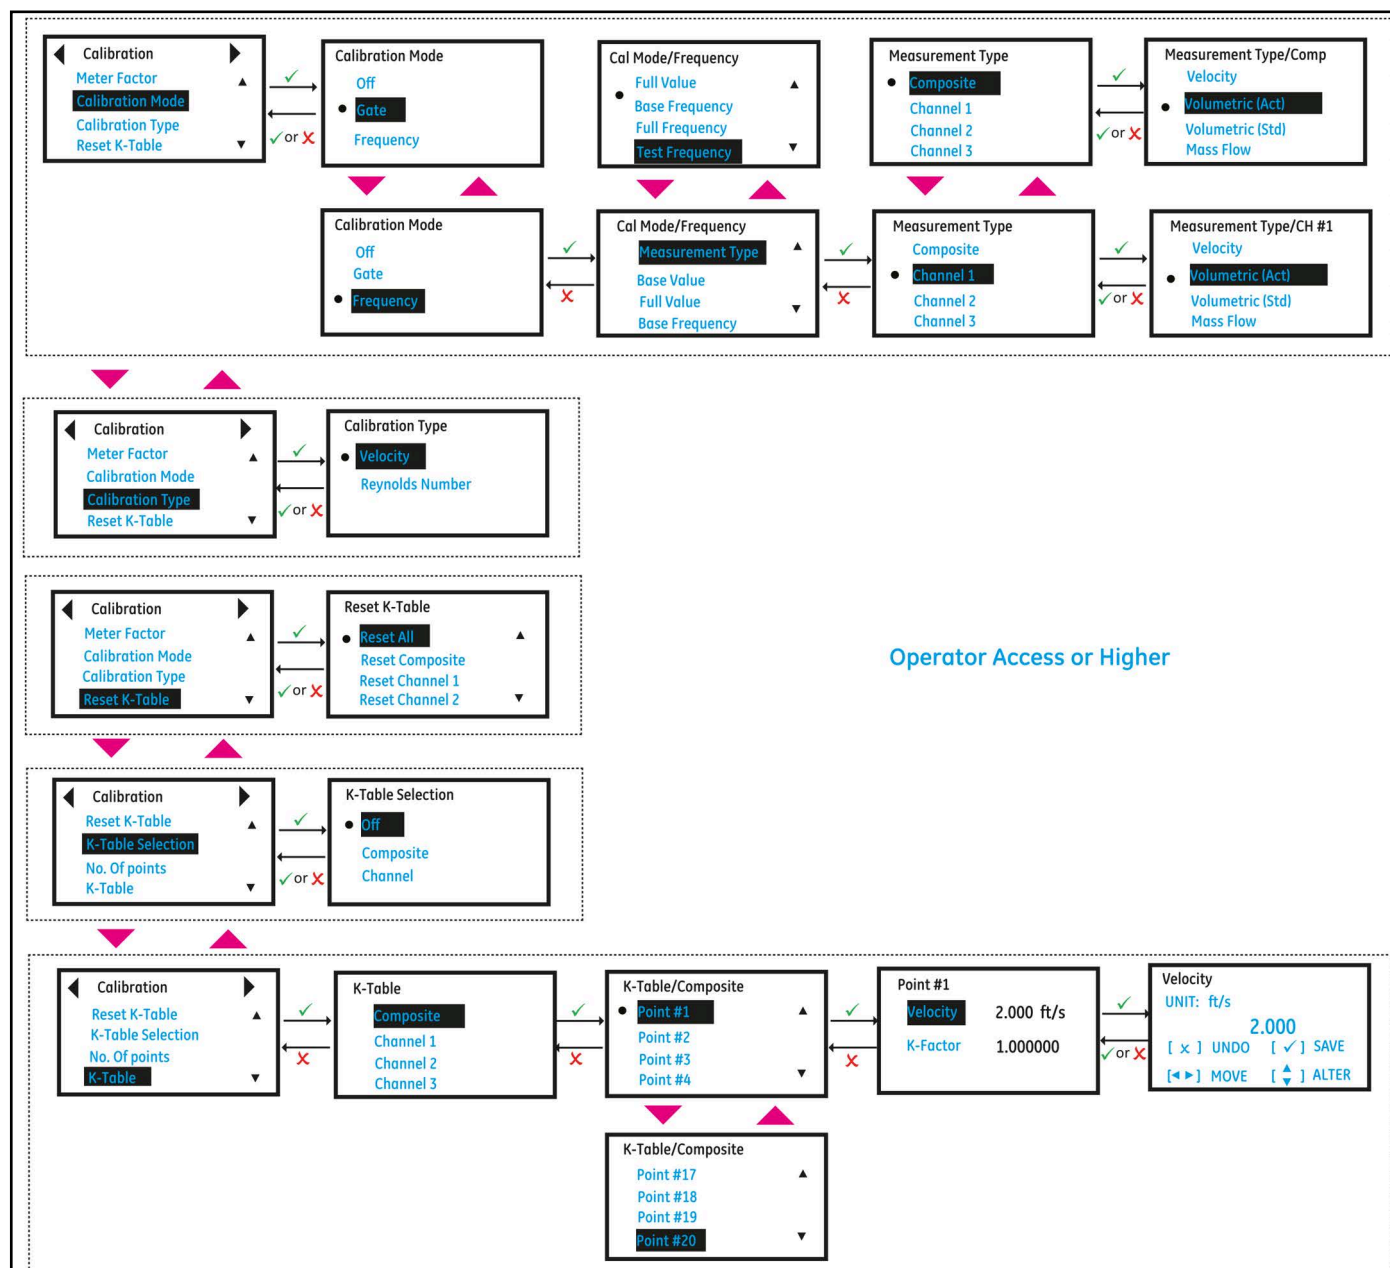 Calibration
Meter Factor
Calibration Mode
Calibration Type
Reset K-Table
✓
✓ or ✗
Calibration Mode
Off
Gate
Frequency
Cal Mode/Frequency
Full Value
Base Frequency
Full Frequency
Test Frequency
Measurement Type
Composite
Channel 1
Channel 2
Channel 3
✓
✓ or ✗
Measurement Type/Comp
Velocity
Volumetric (Act)
Volumetric (Std)
Mass Flow
Calibration Mode
Off
Gate
Frequency
✓
✗
Cal Mode/Frequency
Measurement Type
Base Value
Full Value
Base Frequency
✓
✗
Measurement Type
Composite
Channel 1
Channel 2
Channel 3
✓
✓ or ✗
Measurement Type/CH #1
Velocity
Volumetric (Act)
Volumetric (Std)
Mass Flow
Calibration
Meter Factor
Calibration Mode
Calibration Type
Reset K-Table
✓
✓ or ✗
Calibration Type
Velocity
Reynolds Number
Calibration
Meter Factor
Calibration Mode
Calibration Type
Reset K-Table
✓
✓ or ✗
Reset K-Table
Reset All
Reset Composite
Reset Channel 1
Reset Channel 2
Operator Access or Higher
Calibration
Reset K-Table
K-Table Selection
No. Of points
K-Table
✓
✓ or ✗
K-Table Selection
Off
Composite
Channel
Calibration
Reset K-Table
K-Table Selection
No. Of points
K-Table
✓
✗
K-Table
Composite
Channel 1
Channel 2
Channel 3
✓
✗
K-Table/Composite
Point #1
Point #2
Point #3
Point #4
✓
✗
Point #1
Velocity 2.000 ft/s
K-Factor 1.000000
✓
✓ or ✗
Velocity
UNIT: ft/s
2.000
[ x ] UNDO [ ✓ ] SAVE
[◄ ►] MOVE [ ▲▼ ] ALTER
K-Table/Composite
Point #17
Point #18
Point #19
Point #20